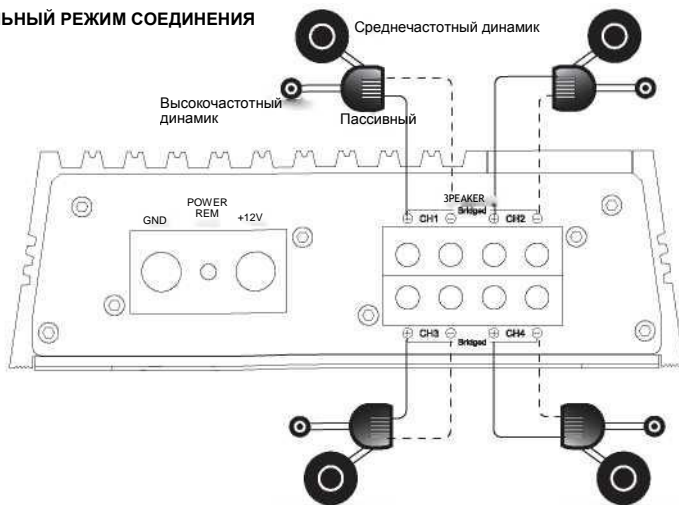 ЬНЫЙ РЕЖИМ СОЕДИНЕНИЯ
Среднечастотный динамик
Высокочастотный
динамик
Пассивный
POWER
GND REM +12V
3PEAKER
Bridged
⊕ CH1 ⊖ ⊕ CH2 ⊖
⊕ CH3 ⊖ ⊕ CH4 ⊖
Bridged